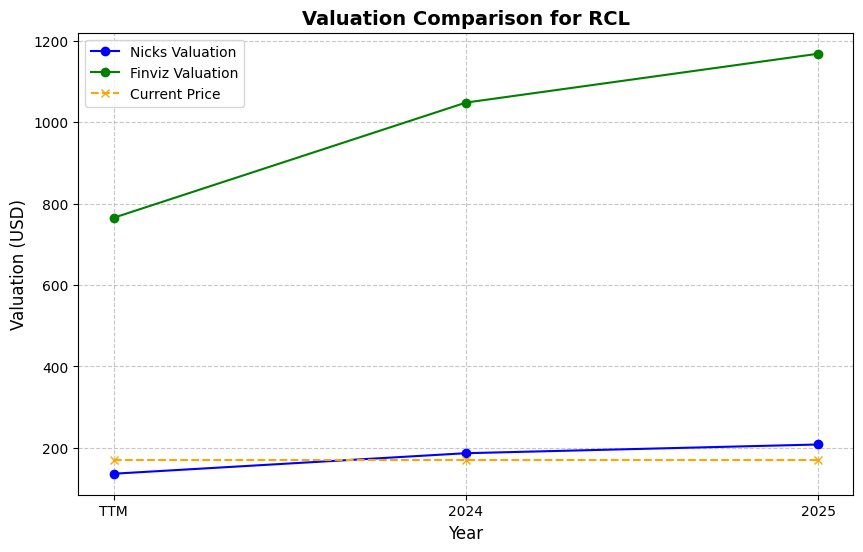 Valuation Comparison for RCL
Nicks Valuation
Finviz Valuation
Current Price
1200
1000
800
600
400
200
Valuation (USD)
TTM
2024
2025
Year